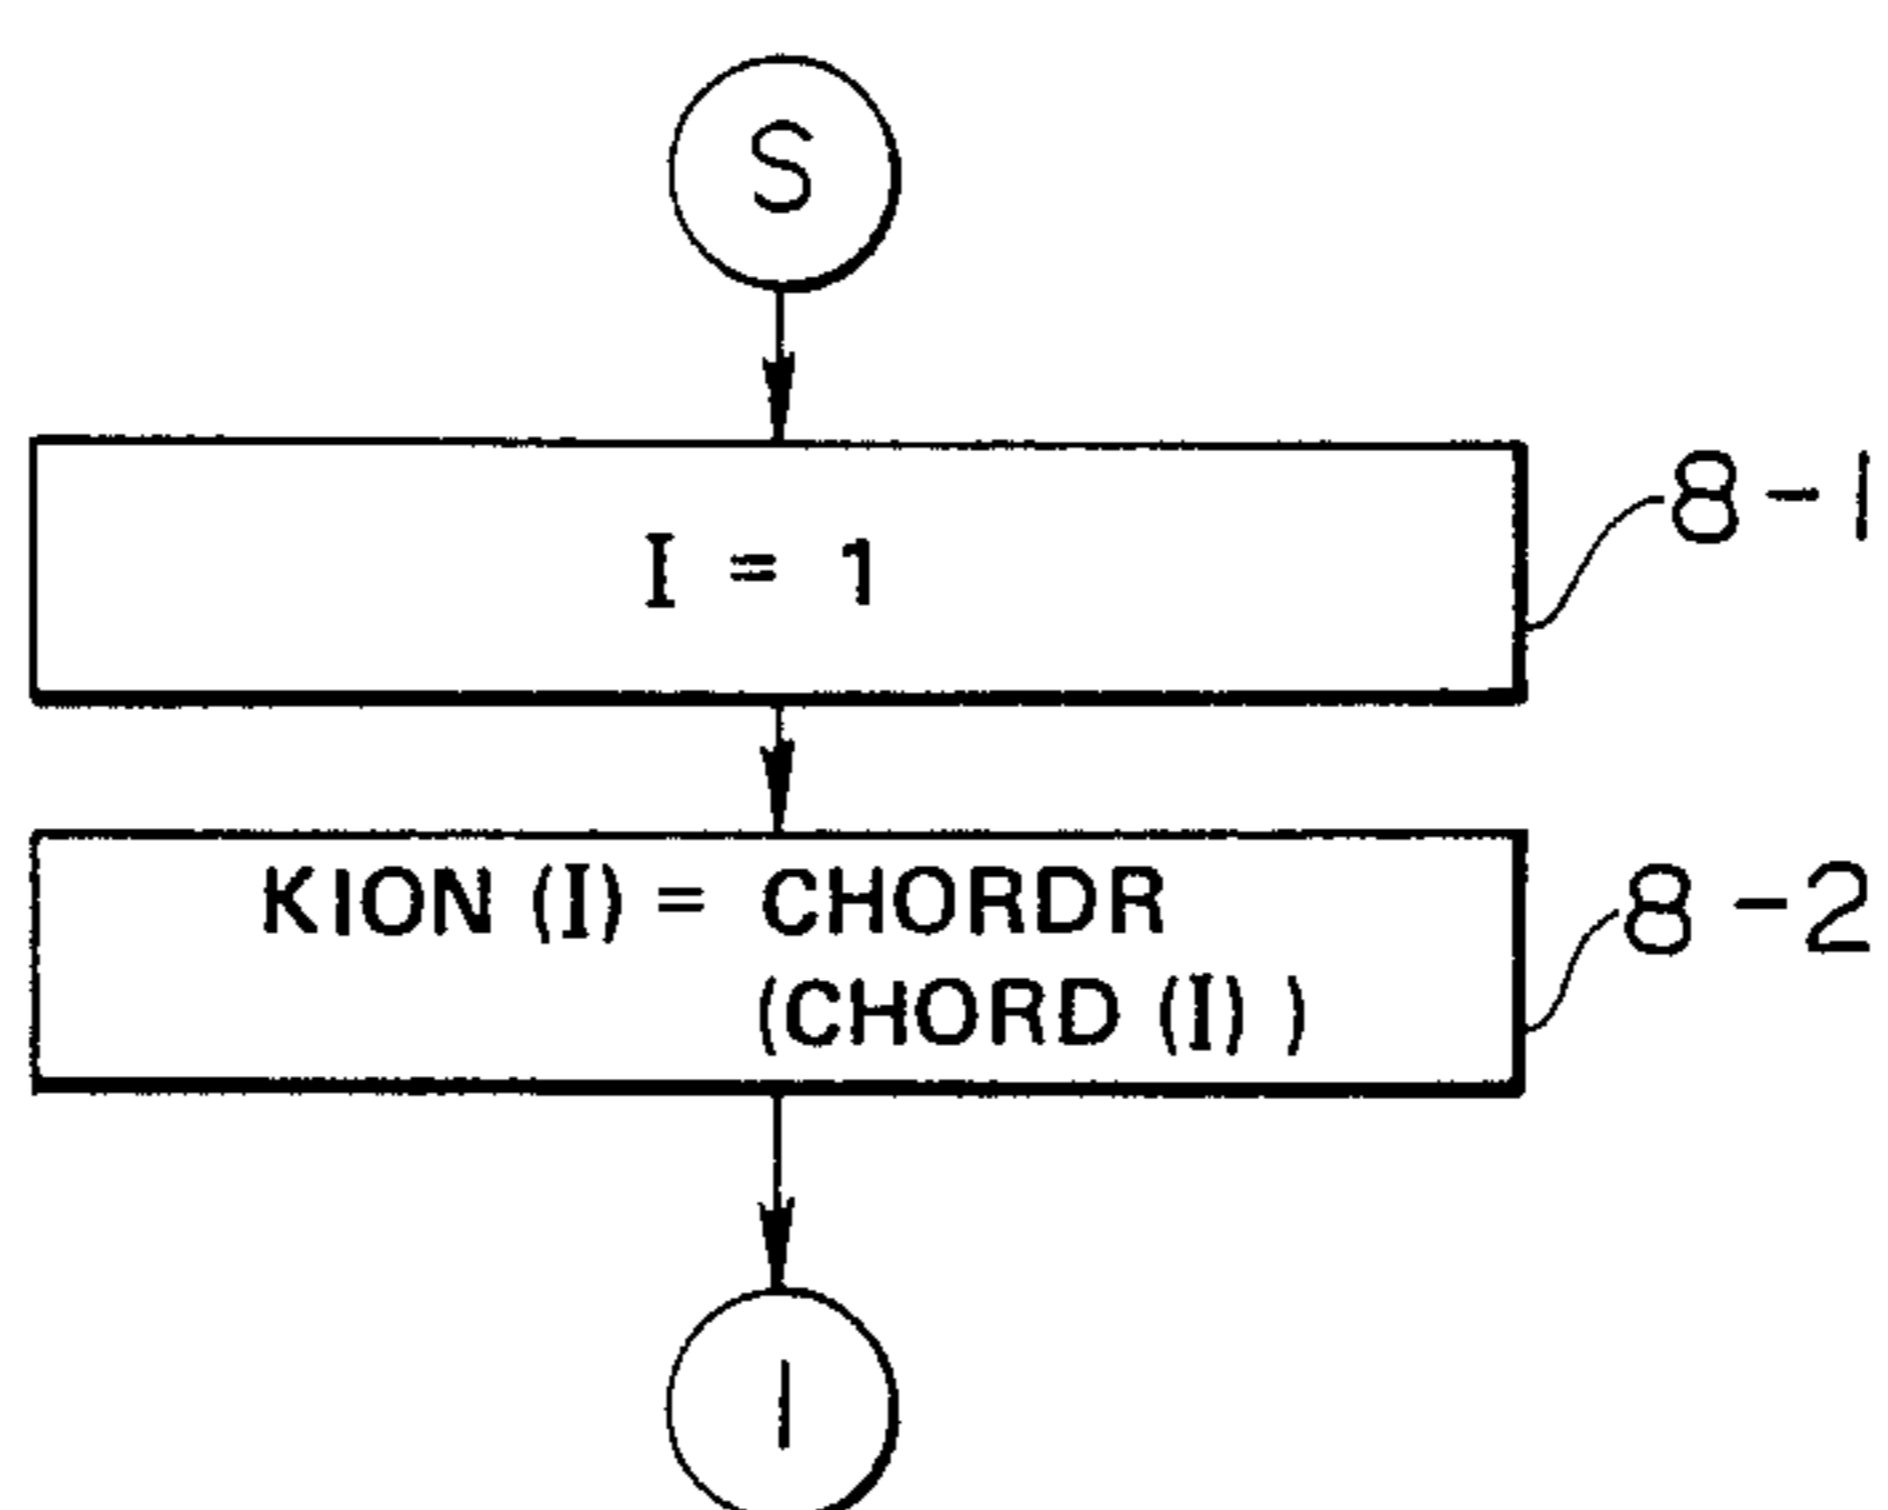 S
I = 1
8-1
KION (I) = CHORDR
(CHORD (I) )
8-2
1